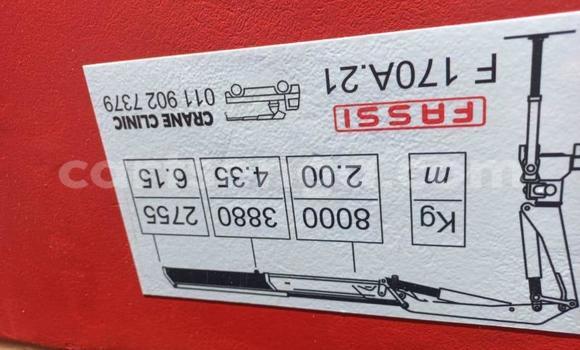 F 170A.21
FASSI
CRANE CLINIC
011 902 7379
m 2.00 4.35 6.15
Kg 8000 3880 2755